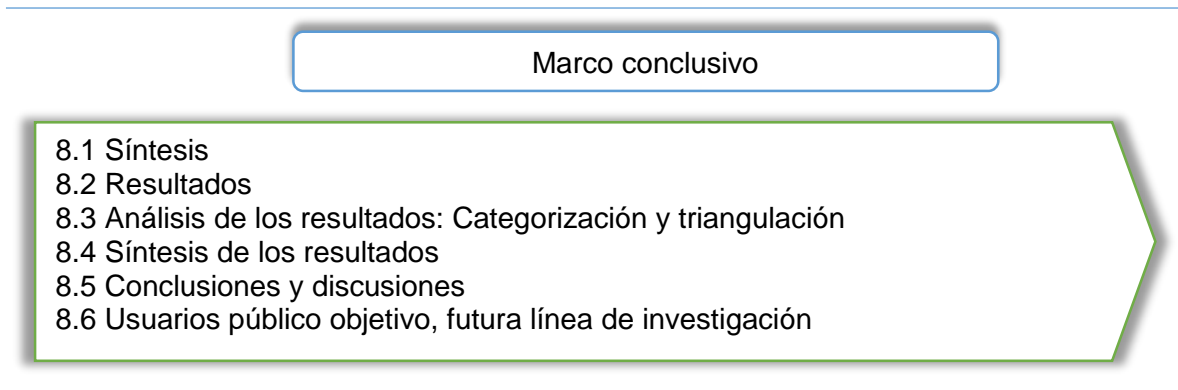 Marco conclusivo
8.1 Síntesis
8.2 Resultados
8.3 Análisis de los resultados: Categorización y triangulación
8.4 Síntesis de los resultados
8.5 Conclusiones y discusiones
8.6 Usuarios público objetivo, futura línea de investigación